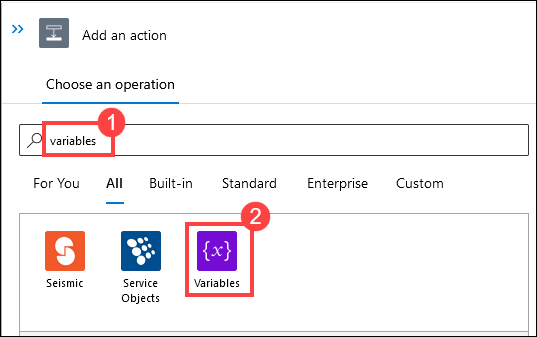 Add an action
Choose an operation
1
variables
For You All Built-in Standard Enterprise Custom
2
{x}
Seismic Service Objects Variables